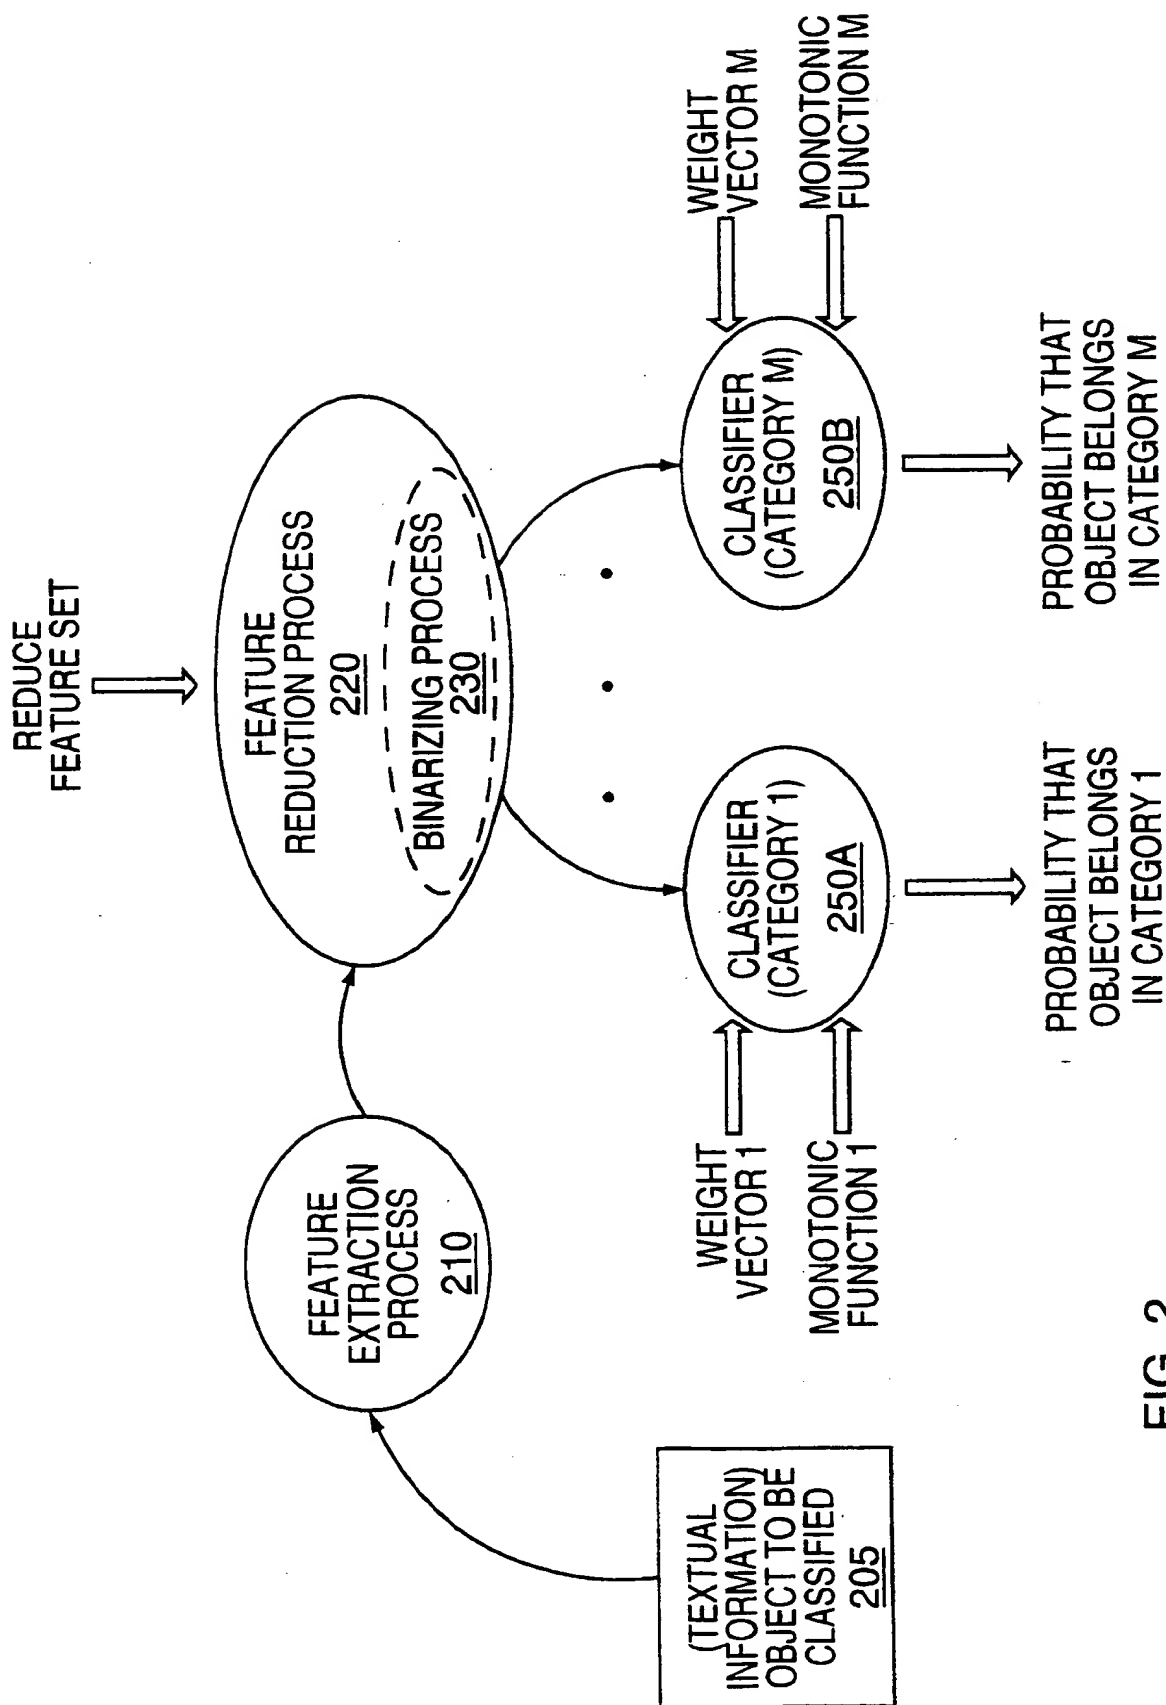 REDUCE
FEATURE SET
FEATURE
REDUCTION PROCESS
220
BINARIZING PROCESS
230
FEATURE
EXTRACTION
PROCESS
210
(TEXTUAL
INFORMATION)
OBJECT TO BE
CLASSIFIED
205
WEIGHT
VECTOR 1
MONOTONIC
FUNCTION 1
CLASSIFIER
(CATEGORY 1)
250A
PROBABILITY THAT
OBJECT BELONGS
IN CATEGORY 1
CLASSIFIER
(CATEGORY M)
250B
WEIGHT
VECTOR M
MONOTONIC
FUNCTION M
PROBABILITY THAT
OBJECT BELONGS
IN CATEGORY M
FIG. 2